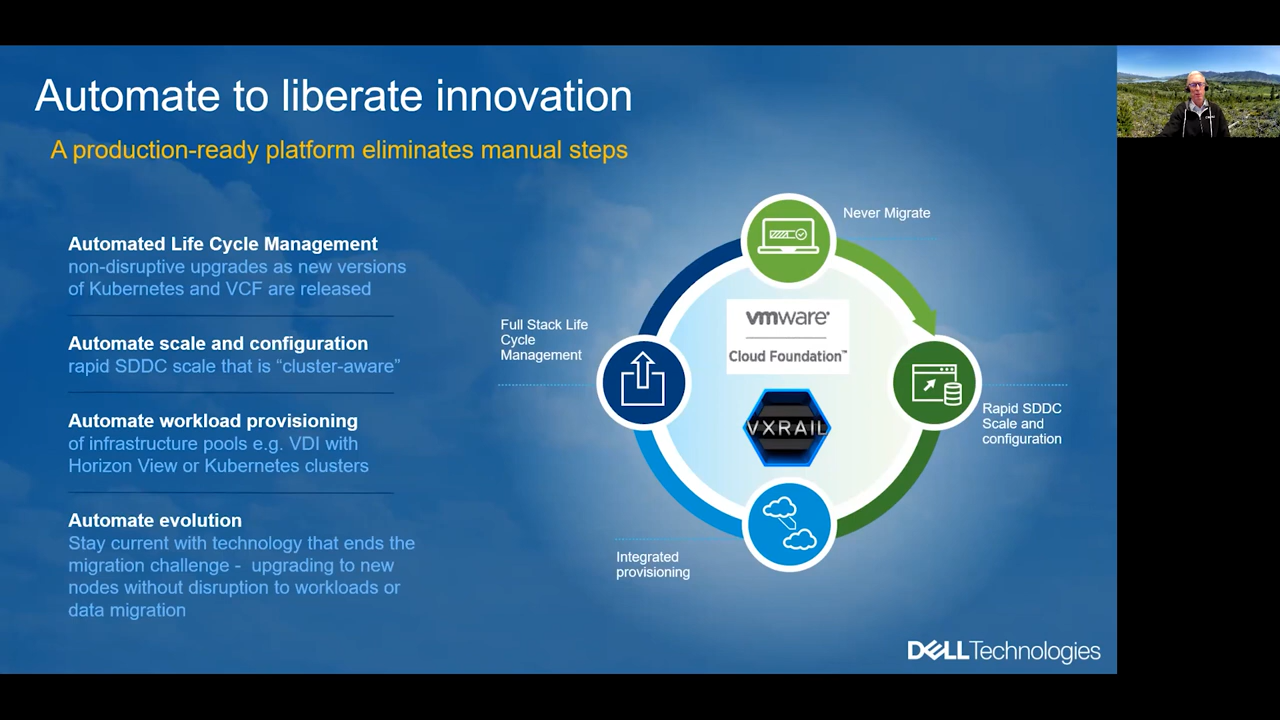 Automate to liberate innovation
A production-ready platform eliminates manual steps
Automated Life Cycle Management
non-disruptive upgrades as new versions
of Kubernetes and VCF are released
Automate scale and configuration
rapid SDDC scale that is “cluster-aware”
Automate workload provisioning
of infrastructure pools e.g. VDI with
Horizon View or Kubernetes clusters
Automate evolution
Stay current with technology that ends the
migration challenge - upgrading to new
nodes without disruption to workloads or
data migration
Never Migrate
Full Stack Life
Cycle
Management
vmware®
Cloud Foundation™
VXRAIL
Rapid SDDC
Scale and
configuration
Integrated
provisioning
DELLTechnologies